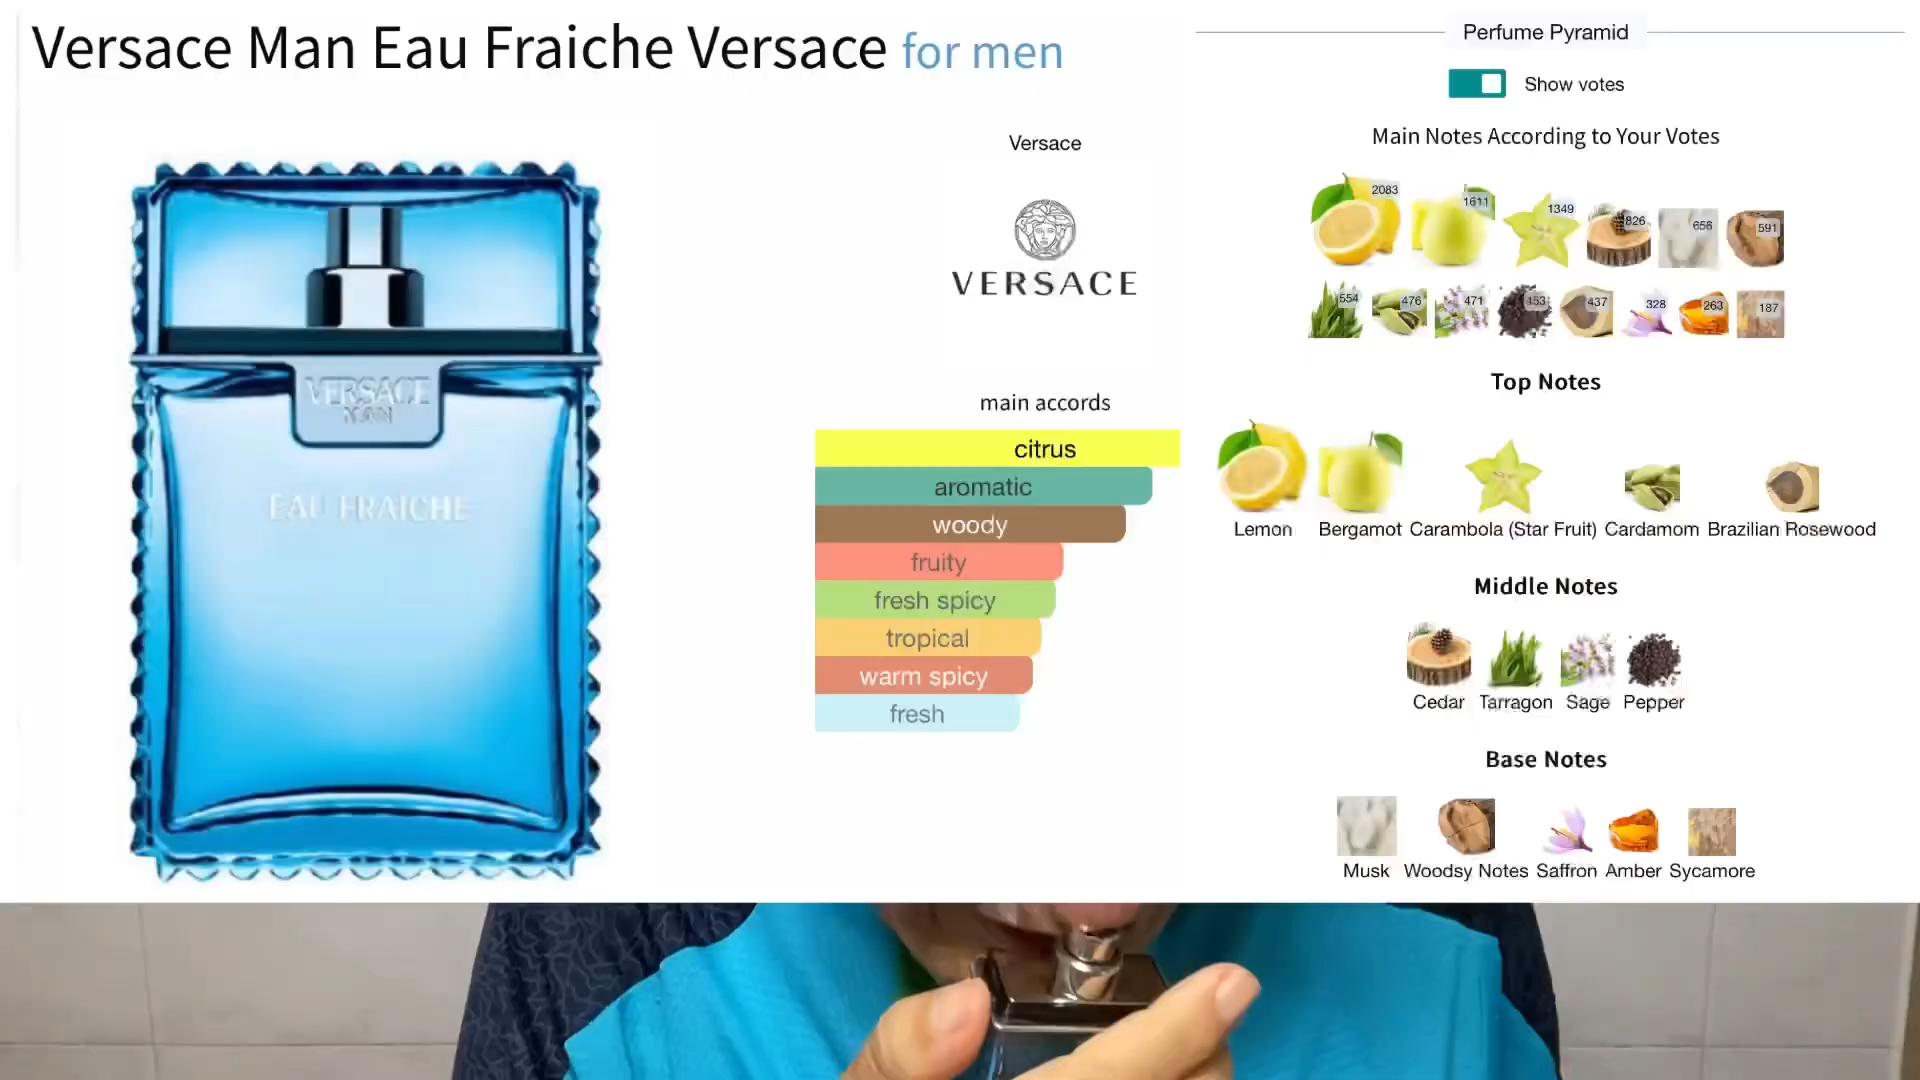 Versace Man Eau Fraiche Versace for men
VERSACE
MAN
EAU FRAICHE
Versace
VERSACE
main accords
citrus
aromatic
woody
fruity
fresh spicy
tropical
warm spicy
fresh
Perfume Pyramid
Show votes
Main Notes According to Your Votes
2083 1611 1349 826 656 591
554 476 471 453 437 328 263 187
Top Notes
Lemon Bergamot Carambola (Star Fruit) Cardamom Brazilian Rosewood
Middle Notes
Cedar Tarragon Sage Pepper
Base Notes
Musk Woodsy Notes Saffron Amber Sycamore